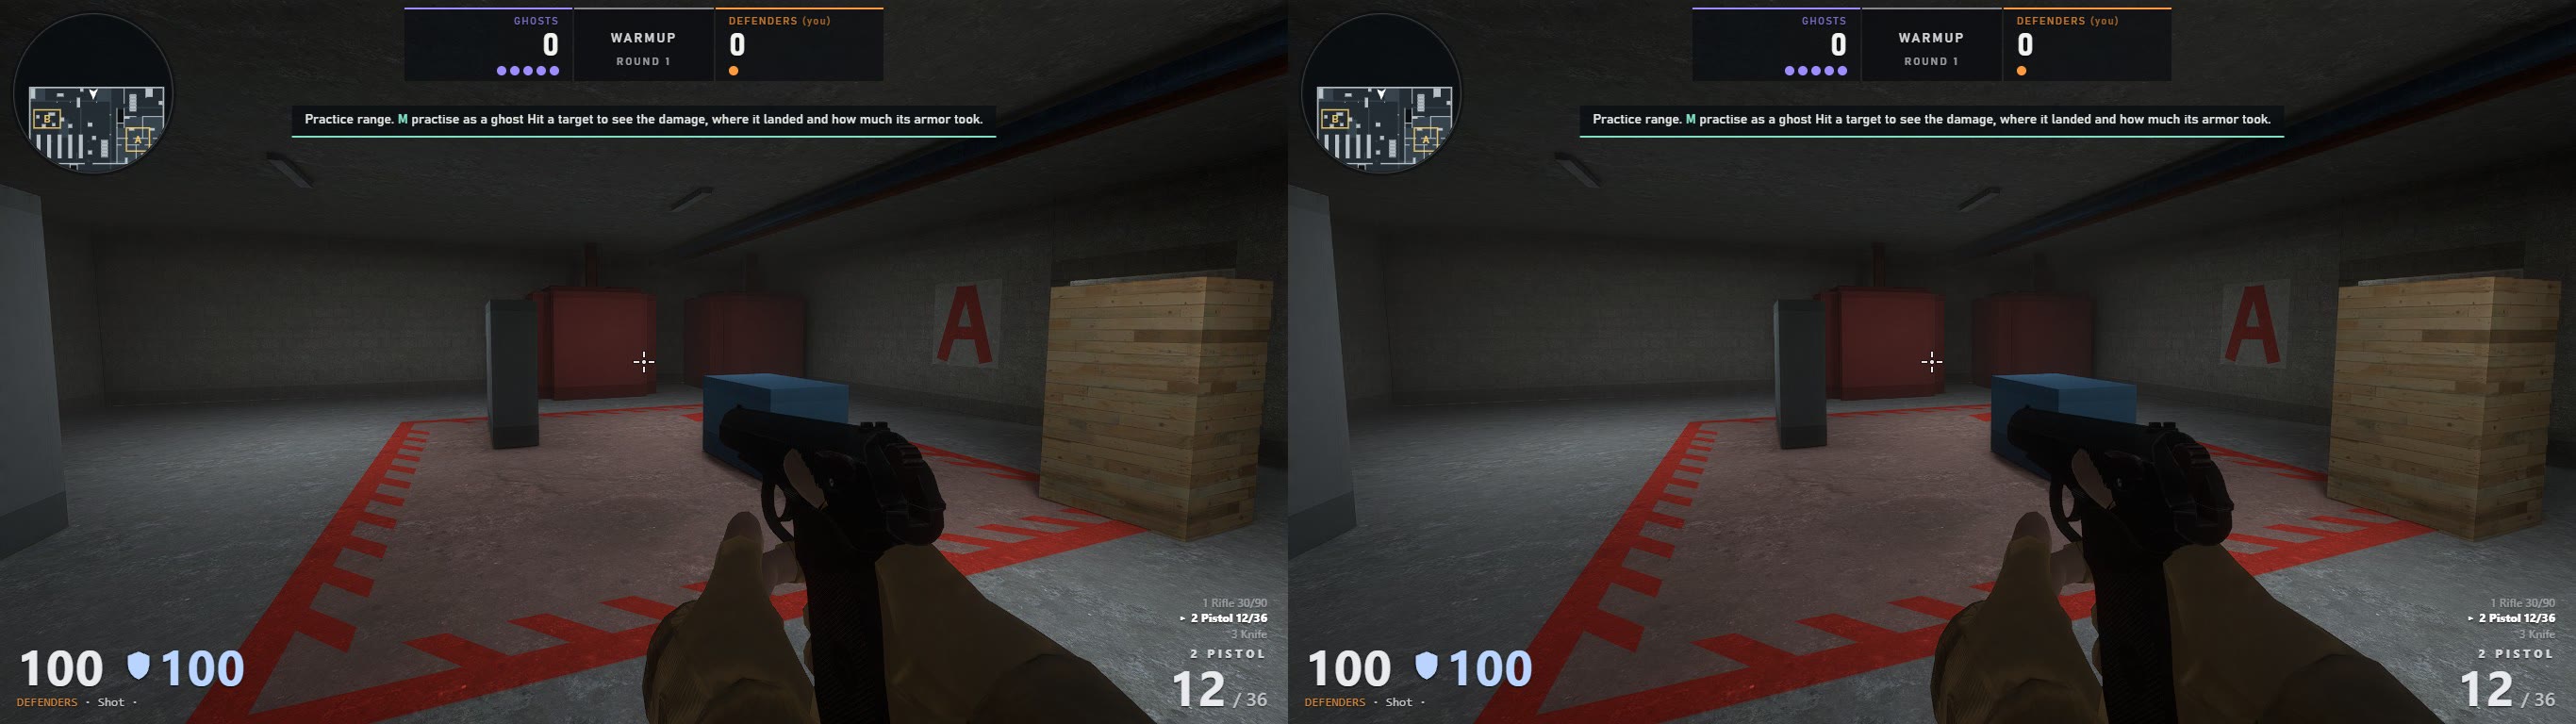 GHOSTS
0
WARMUP
ROUND 1
DEFENDERS (you)
0
Practice range. M practise as a ghost Hit a target to see the damage, where it landed and how much its armor took.
B
A
A
1 Rifle 30/90
▸ 2 Pistol 12/36
3 Knife
2 PISTOL
12 / 36
100 100
DEFENDERS · Shot ·
GHOSTS
0
WARMUP
ROUND 1
DEFENDERS (you)
0
Practice range. M practise as a ghost Hit a target to see the damage, where it landed and how much its armor took.
B
A
A
1 Rifle 30/90
▸ 2 Pistol 12/36
3 Knife
2 PISTOL
12 / 36
100 100
DEFENDERS · Shot ·